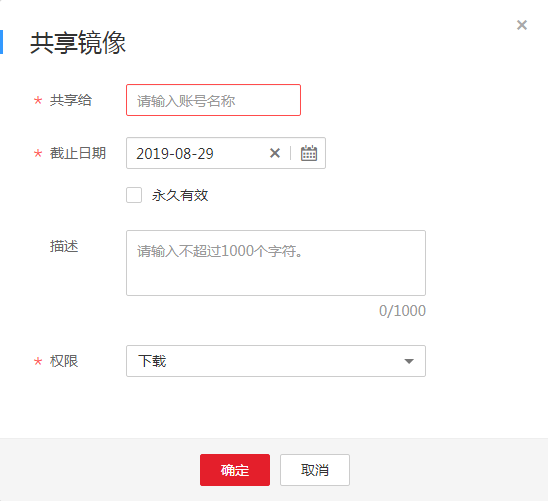 共享镜像
* 共享给 请输入账号名称
* 截止日期 2019-08-29
永久有效
描述 请输入不超过1000个字符。
0/1000
* 权限 下载
确定 取消